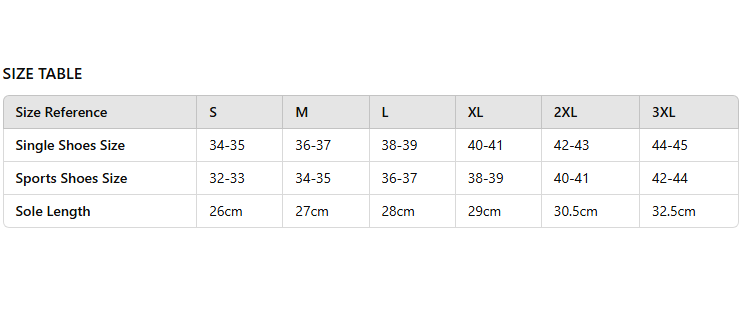 SIZE TABLE
Size Reference S M L XL 2XL 3XL
Single Shoes Size 34-35 36-37 38-39 40-41 42-43 44-45
Sports Shoes Size 32-33 34-35 36-37 38-39 40-41 42-44
Sole Length 26cm 27cm 28cm 29cm 30.5cm 32.5cm